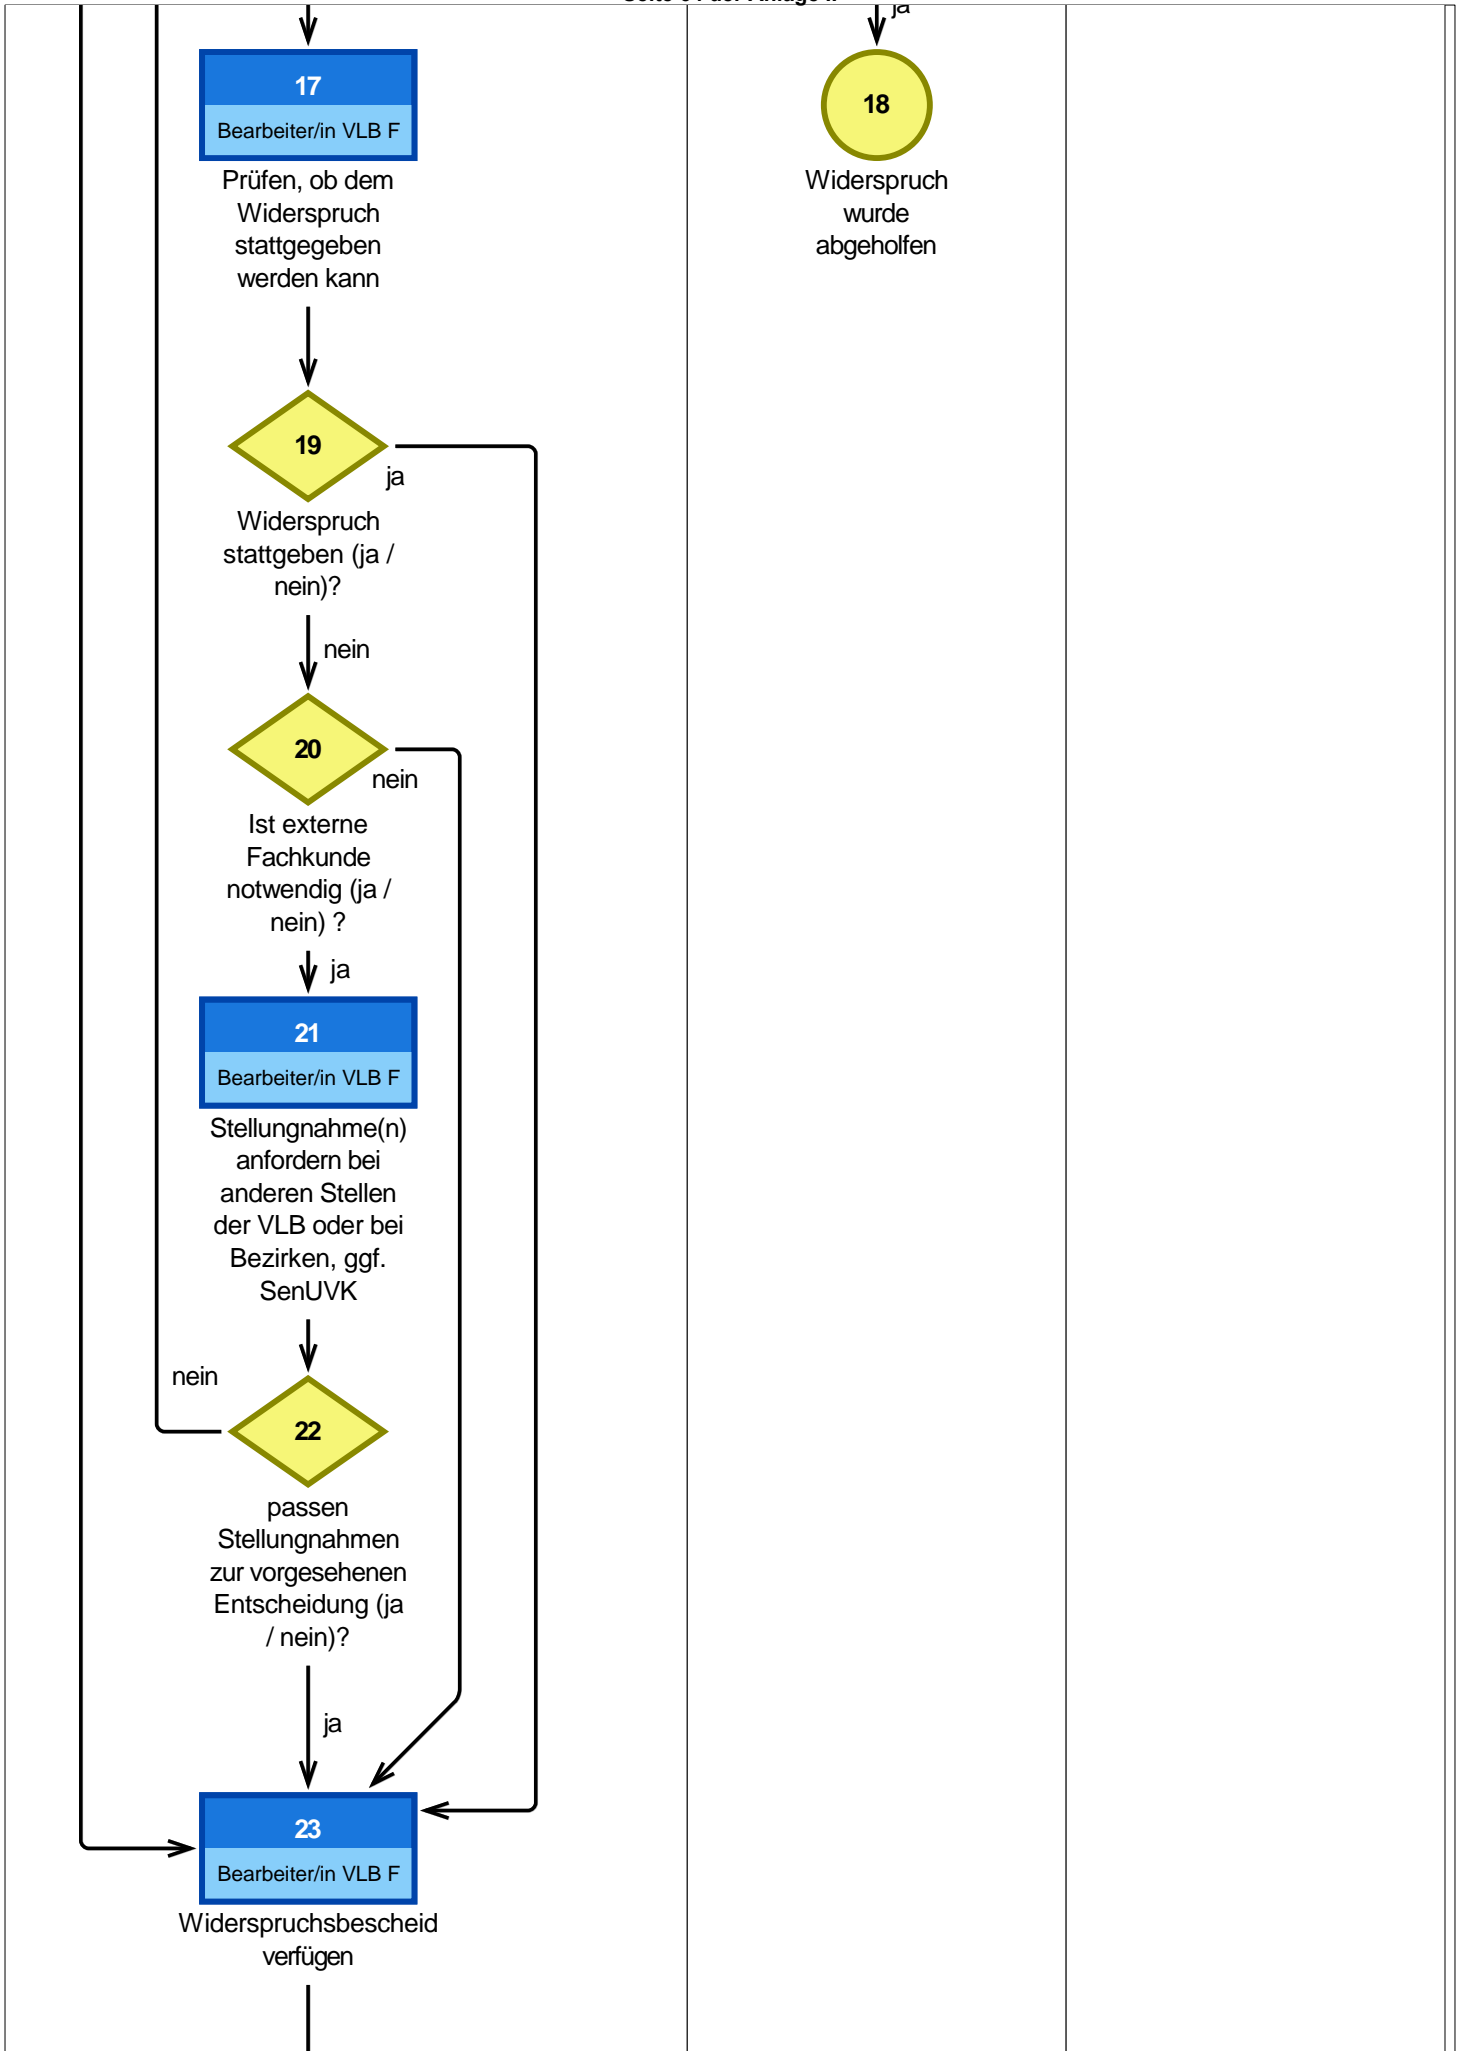 ja
17
Bearbeiter/in VLB F
Prüfen, ob dem
Widerspruch
stattgegeben
werden kann
18
Widerspruch
wurde
abgeholfen
19
ja
Widerspruch
stattgeben (ja /
nein)?
nein
20
nein
Ist externe
Fachkunde
notwendig (ja /
nein) ?
ja
21
Bearbeiter/in VLB F
Stellungnahme(n)
anfordern bei
anderen Stellen
der VLB oder bei
Bezirken, ggf.
SenUVK
nein
22
passen
Stellungnahmen
zur vorgesehenen
Entscheidung (ja
/ nein)?
ja
23
Bearbeiter/in VLB F
Widerspruchsbescheid
verfügen